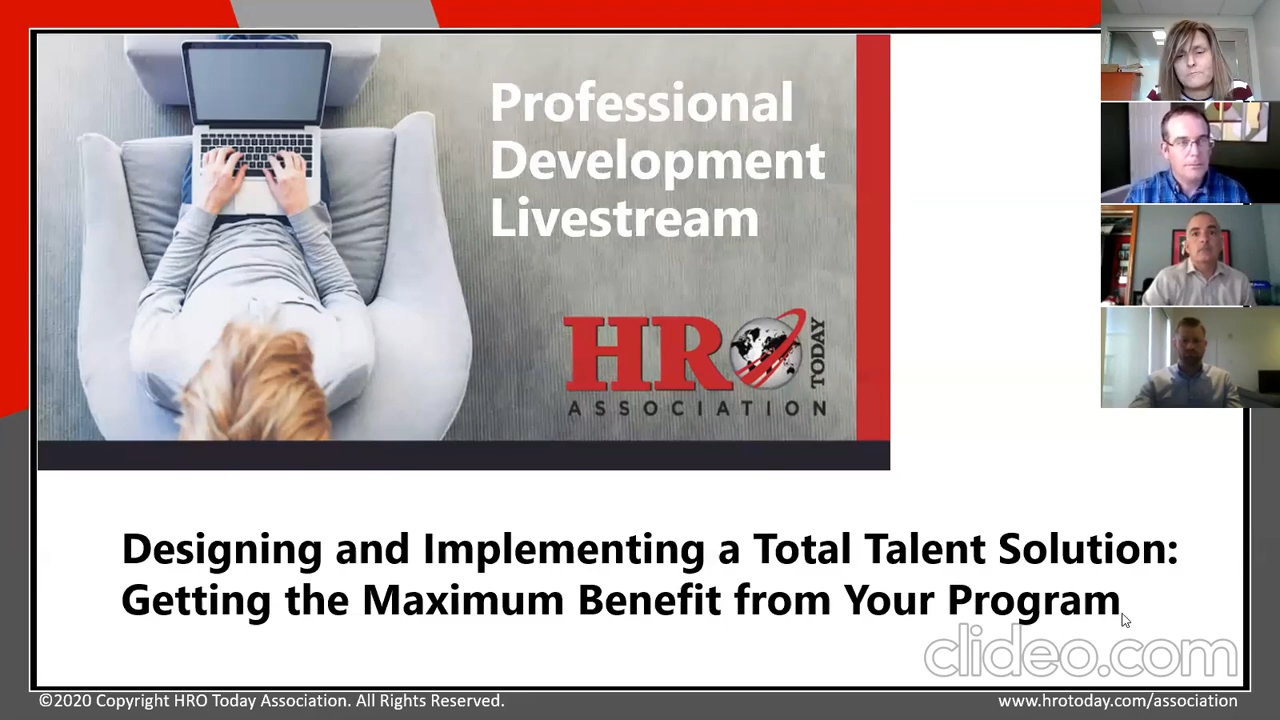 Professional
Development
Livestream
HRO
TODAY
ASSOCIATION
Designing and Implementing a Total Talent Solution:
Getting the Maximum Benefit from Your Program
clideo.com
©2020 Copyright HRO Today Association. All Rights Reserved.
www.hrotoday.com/association